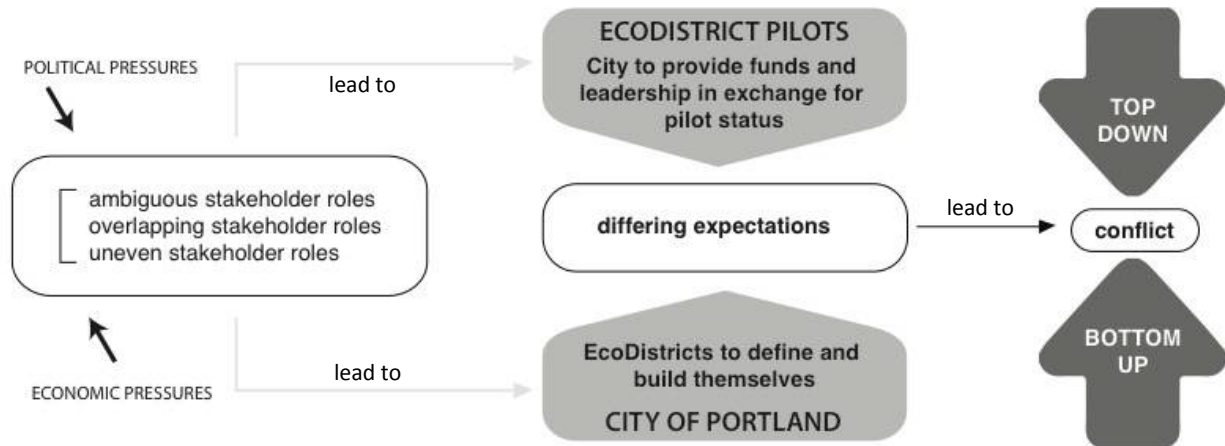 POLITICAL PRESSURES
ambiguous stakeholder roles
overlapping stakeholder roles
uneven stakeholder roles
ECONOMIC PRESSURES
lead to
lead to
ECODISTRICT PILOTS
City to provide funds and
leadership in exchange for
pilot status
differing expectations
EcoDistricts to define and
build themselves
CITY OF PORTLAND
lead to
TOP
DOWN
conflict
BOTTOM
UP